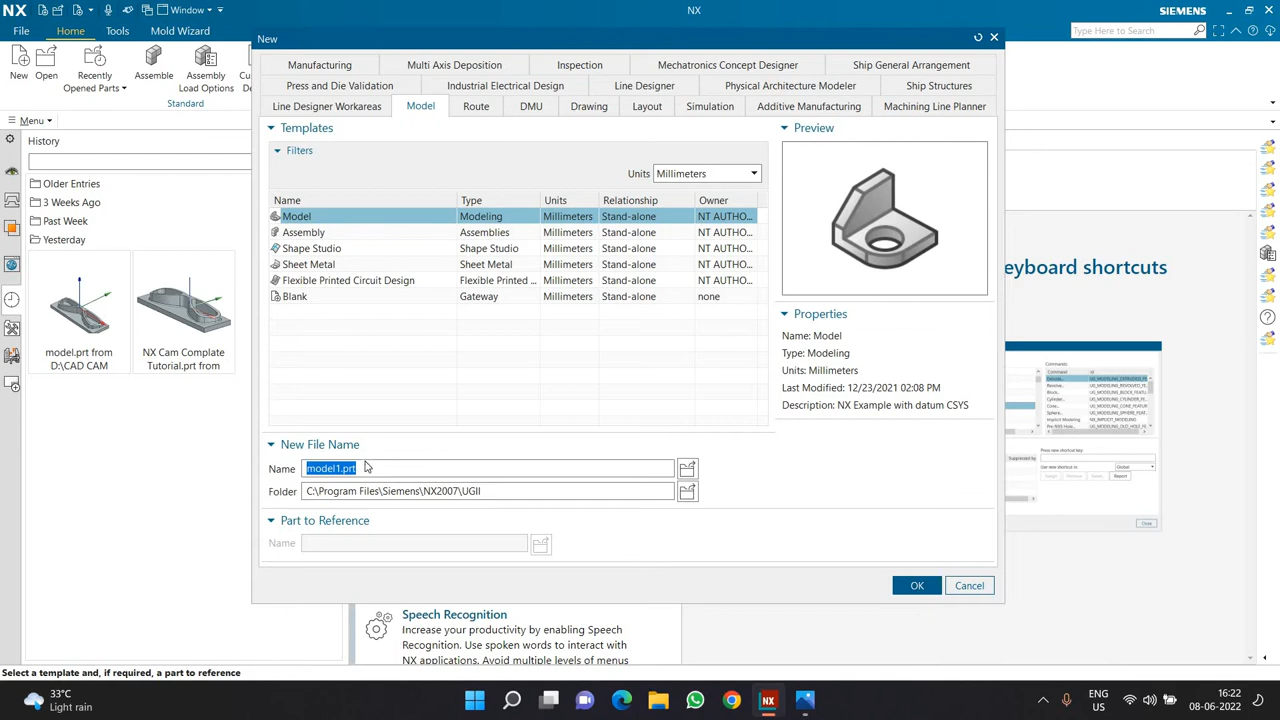 NX
Window
NX
SIEMENS
File
Home
Tools
Mold Wizard
Type Here to Search
New
Open
Recently Opened Parts
Assemble
Assembly Load Options
Standard
Menu
History
Older Entries
3 Weeks Ago
Past Week
Yesterday
model.prt from D:\CAD CAM
NX Cam Complate Tutorial.prt from
New
Manufacturing
Multi Axis Deposition
Inspection
Mechatronics Concept Designer
Ship General Arrangement
Press and Die Validation
Industrial Electrical Design
Line Designer
Physical Architecture Modeler
Ship Structures
Line Designer Workareas
Model
Route
DMU
Drawing
Layout
Simulation
Additive Manufacturing
Machining Line Planner
Templates
Filters
Units Millimeters
Name Type Units Relationship Owner
Model Modeling Millimeters Stand-alone NT AUTHO...
Assembly Assemblies Millimeters Stand-alone NT AUTHO...
Shape Studio Shape Studio Millimeters Stand-alone NT AUTHO...
Sheet Metal Sheet Metal Millimeters Stand-alone NT AUTHO...
Flexible Printed Circuit Design Flexible Printed ... Millimeters Stand-alone NT AUTHO...
Blank Gateway Millimeters Stand-alone none
Preview
Properties
Name: Model
Type: Modeling
Units: Millimeters
Last Modified: 12/23/2021 02:08 PM
Description:NX Example with datum CSYS
New File Name
Name model1.prt
Folder C:\Program Files\Siemens\NX2007\UGII
Part to Reference
Name
OK
Cancel
eyboard shortcuts
Close
Speech Recognition
Increase your productivity by enabling Speech
Recognition. Use spoken words to interact with
NX applications. Avoid multiple levels of menus
Select a template and, if required, a part to reference
33°C
Light rain
ENG
US
16:22
08-06-2022